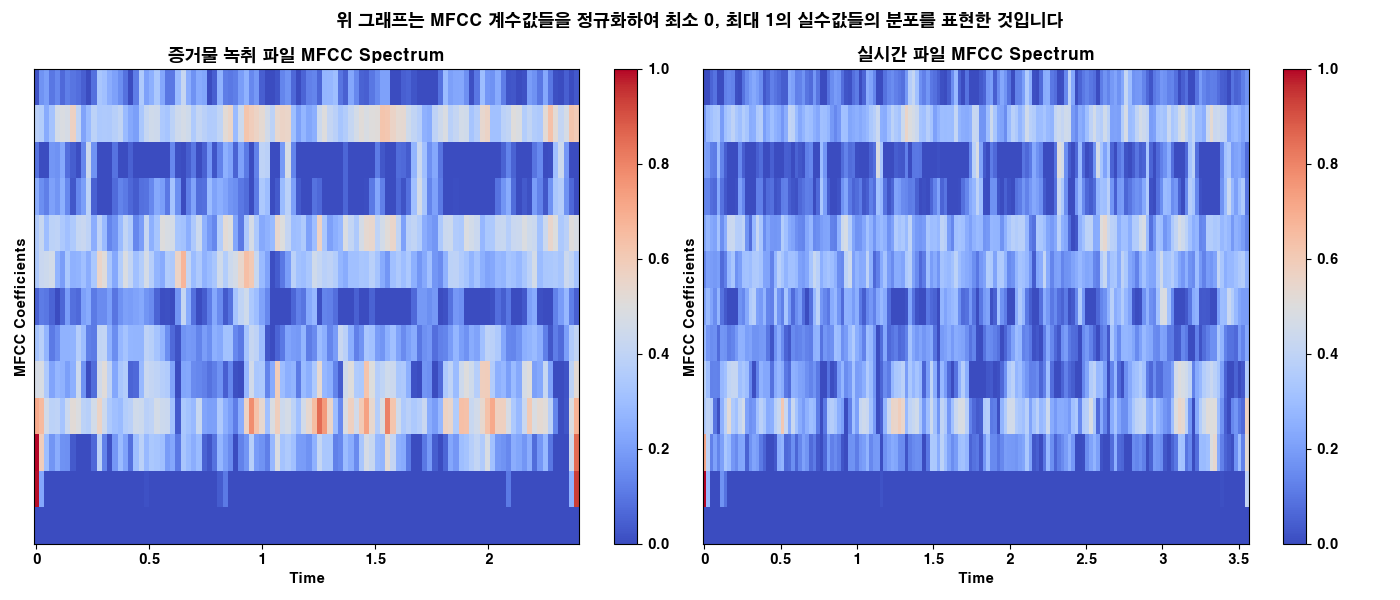 위 그래프는 MFCC 계수값들을 정규화하여 최소 0, 최대 1의 실수값들의 분포를 표현한 것입니다
증거물 녹취 파일 MFCC Spectrum
MFCC Coefficients
0 0.5 1 1.5 2
Time
1.0
0.8
0.6
0.4
0.2
0.0
실시간 파일 MFCC Spectrum
MFCC Coefficients
0 0.5 1 1.5 2 2.5 3 3.5
Time
1.0
0.8
0.6
0.4
0.2
0.0